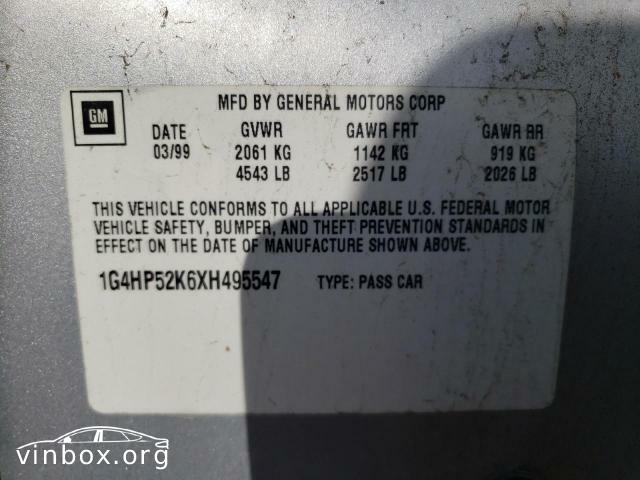 GM
MFD BY GENERAL MOTORS CORP
DATE GVWR GAWR FRT GAWR RR
03/99 2061 KG 1142 KG 919 KG
4543 LB 2517 LB 2026 LB
THIS VEHICLE CONFORMS TO ALL APPLICABLE U.S. FEDERAL MOTOR
VEHICLE SAFETY, BUMPER, AND THEFT PREVENTION STANDARDS IN
EFFECT ON THE DATE OF MANUFACTURE SHOWN ABOVE.
1G4HP52K6XH495547 TYPE: PASS CAR
vinbox.org